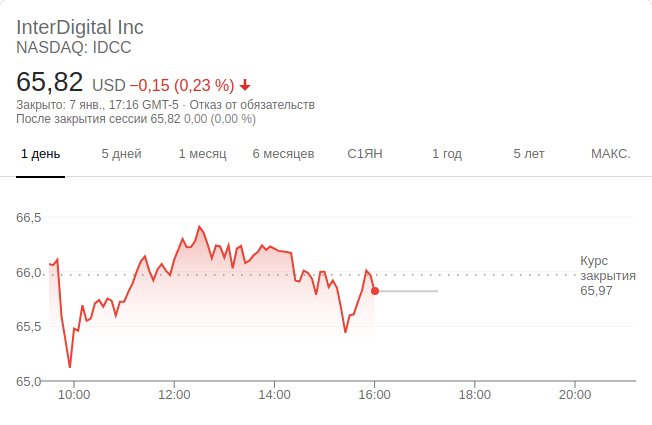 InterDigital Inc
NASDAQ: IDCC
65,82 USD −0,15 (0,23 %)
Закрыто: 7 янв., 17:16 GMT-5 · Отказ от обязательств
После закрытия сессии 65,82 0,00 (0,00 %)
1 день 5 дней 1 месяц 6 месяцев С1ЯН 1 год 5 лет МАКС.
66,5
Курс
66,0 закрытия
65,97
65,5
65,0
10:00 12:00 14:00 16:00 18:00 20:00